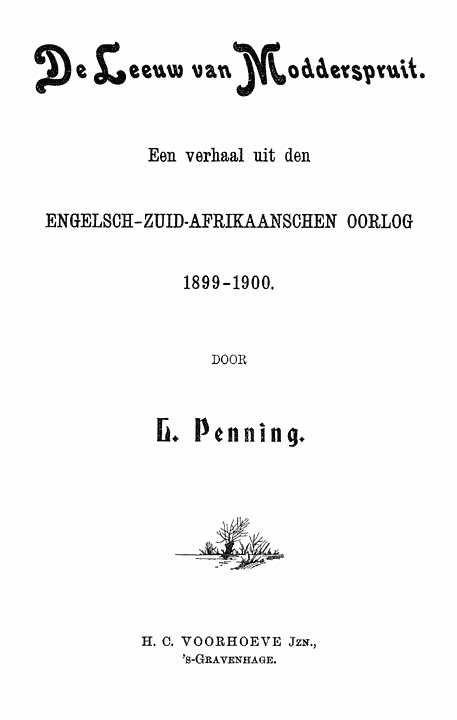 De Leeuw van Modderspruit.
Een verhaal uit den
ENGELSCH-ZUID-AFRIKAANSCHEN OORLOG
1899-1900.
DOOR
L. Penning.
H. C. VOORHOEVE JZN.,
'S-GRAVENHAGE.